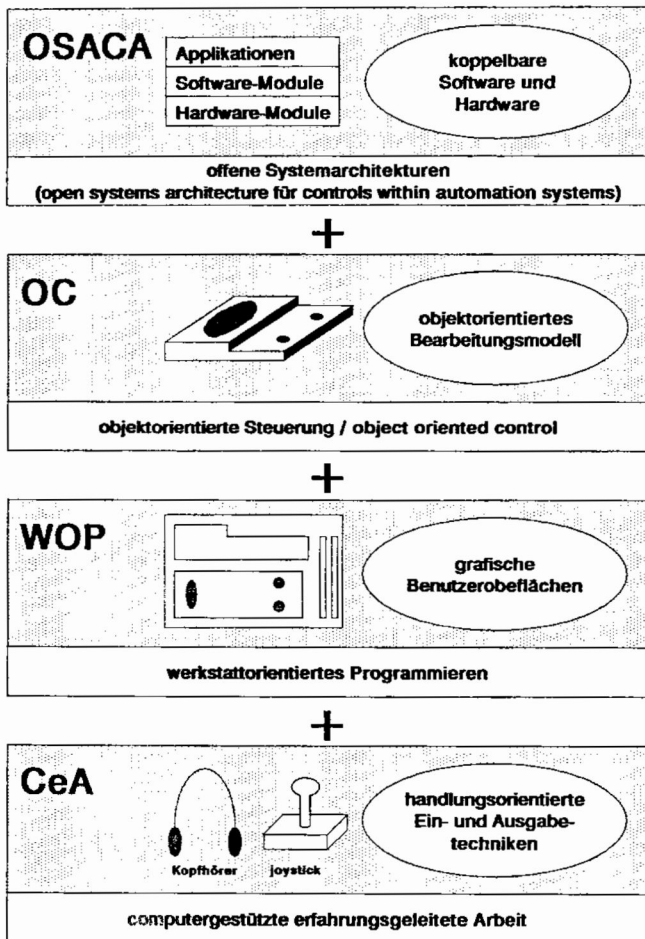 OSACA
Applikationen
Software-Module
Hardware-Module
koppelbare
Software und
Hardware
offene Systemarchitekturen
(open systems architecture für controls within automation systems)
+
OC
objektorientiertes
Bearbeitungsmodell
objektorientierte Steuerung / object oriented control
+
WOP
grafische
Benutzerobeflächen
werkstattorientiertes Programmieren
+
CeA
Kopfhörer joystick
handlungsorientierte
Ein- und Ausgabe-
techniken
computergestützte erfahrungsgeleitete Arbeit